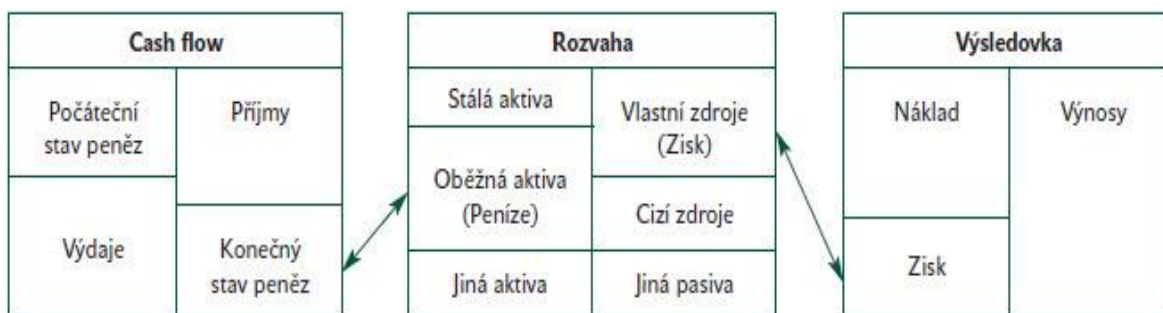 Cash flow
Počáteční
stav peněz
Příjmy
Výdaje
Konečný
stav peněz
Rozvaha
Stálá aktiva
Vlastní zdroje
(Zisk)
Oběžná aktiva
(Peníze)
Cizí zdroje
Jiná aktiva
Jiná pasiva
Výsledovka
Náklad
Výnosy
Zisk